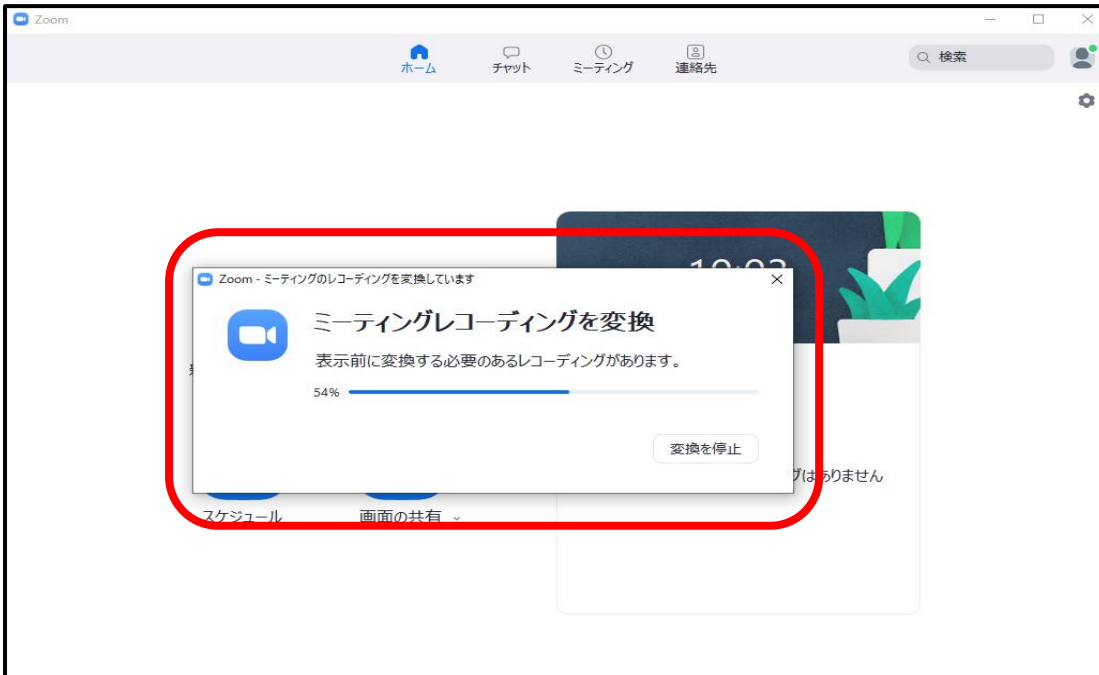 Zoom
ホーム
チャット
ミーティング
連絡先
検索
Zoom - ミーティングのレコーディングを変換しています
ミーティングレコーディングを変換
表示前に変換する必要のあるレコーディングがあります。
54%
変換を停止
はありません
スケジュール
画面の共有